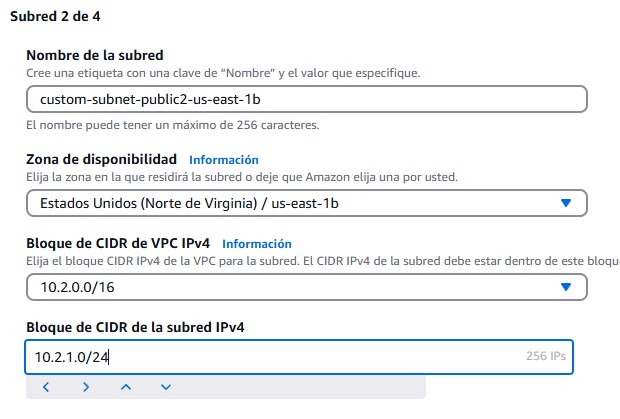 Subred 2 de 4
Nombre de la subred
Cree una etiqueta con una clave de “Nombre” y el valor que especifique.
custom-subnet-public2-us-east-1b
El nombre puede tener un máximo de 256 caracteres.
Zona de disponibilidad Información
Elija la zona en la que residirá la subred o deje que Amazon elija una por usted.
Estados Unidos (Norte de Virginia) / us-east-1b
Bloque de CIDR de VPC IPv4 Información
Elija el bloque CIDR IPv4 de la VPC para la subred. El CIDR IPv4 de la subred debe estar dentro de este bloqu
10.2.0.0/16
Bloque de CIDR de la subred IPv4
10.2.1.0/24 256 IPs